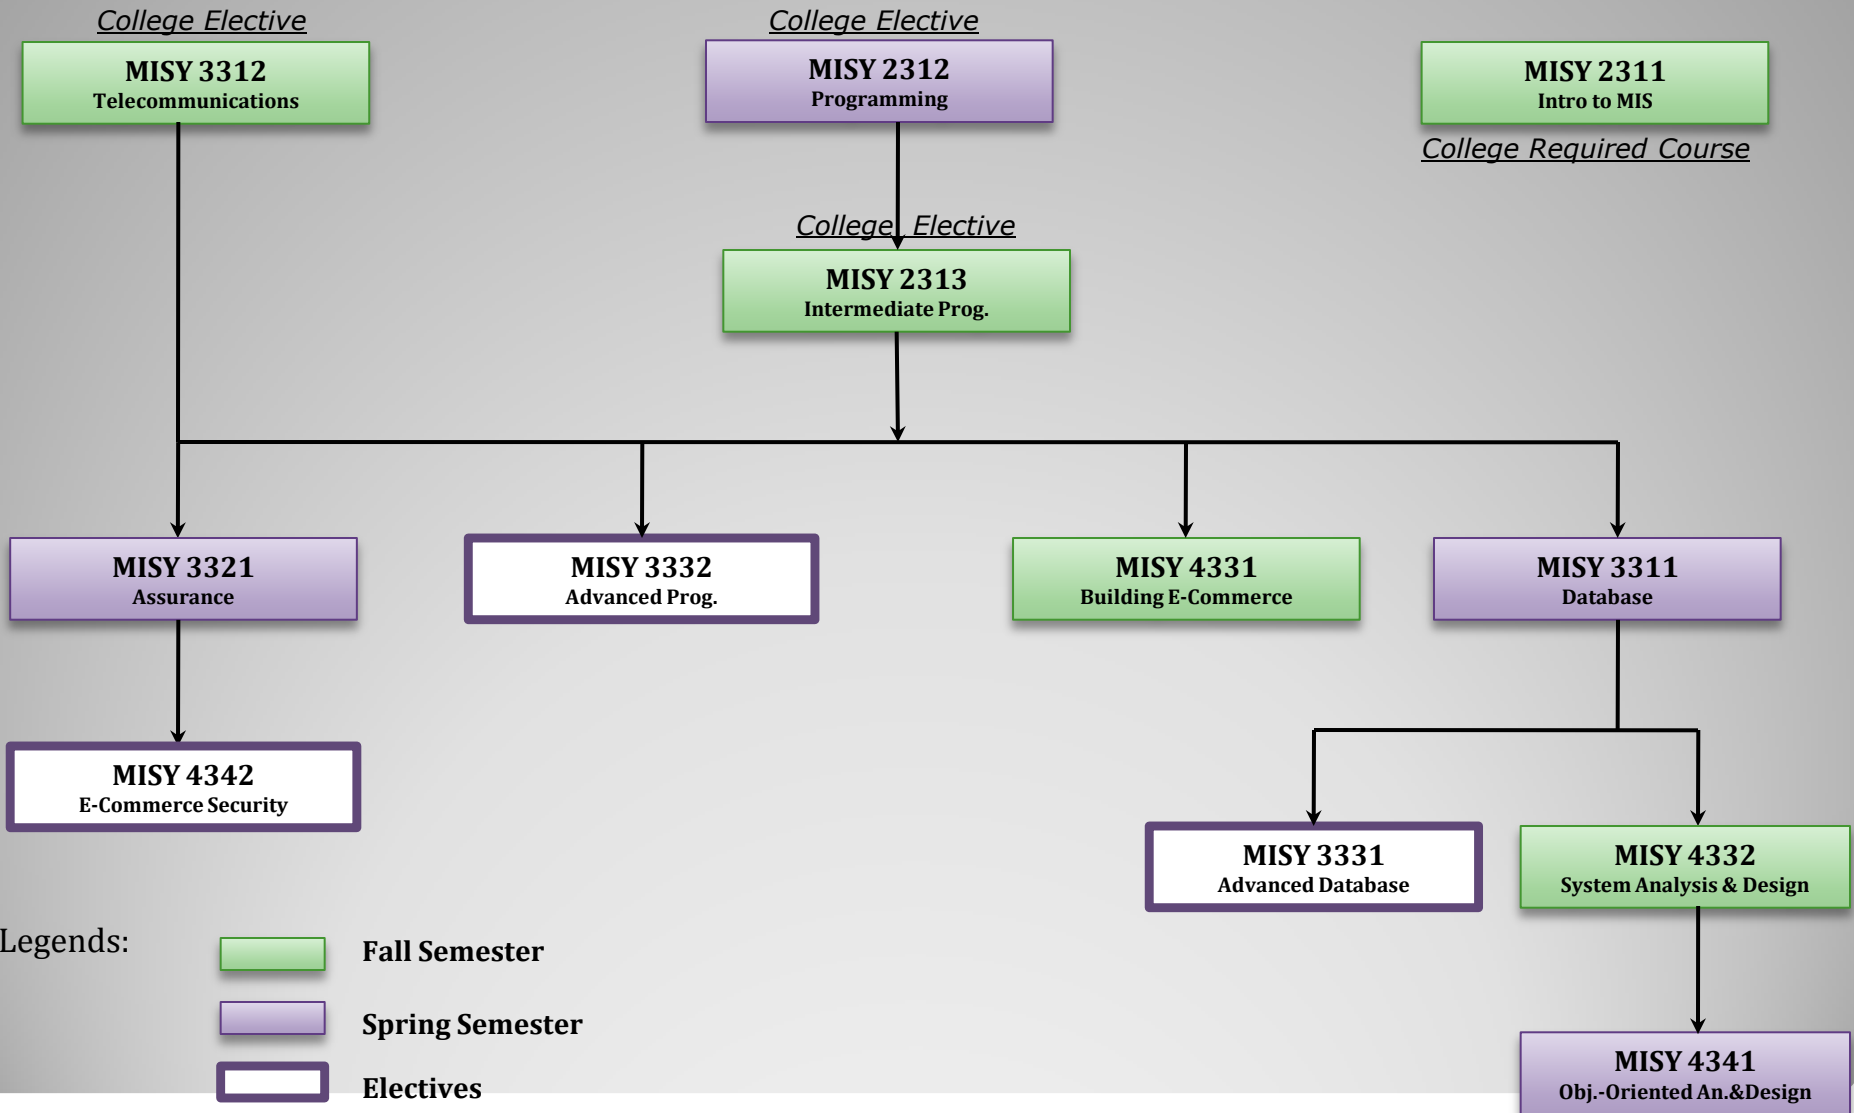 College Elective
MISY 3312
Telecommunications
College Elective
MISY 2312
Programming
MISY 2311
Intro to MIS
College Required Course
College Elective
MISY 2313
Intermediate Prog.
MISY 3321
Assurance
MISY 3332
Advanced Prog.
MISY 4331
Building E-Commerce
MISY 3311
Database
MISY 4342
E-Commerce Security
MISY 3331
Advanced Database
MISY 4332
System Analysis & Design
MISY 4341
Obj.-Oriented An.&Design
Legends:
Fall Semester
Spring Semester
Electives